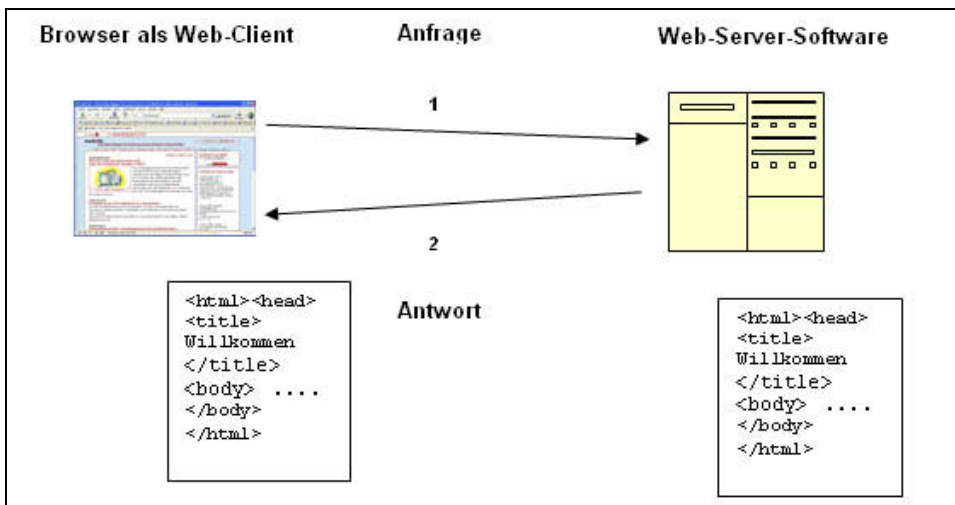 Browser als Web-Client
Anfrage
Web-Server-Software
1
2
Antwort
<html><head>
<title>
Willkommen
</title>
<body> ....
</body>
</html>
<html><head>
<title>
Willkommen
</title>
<body> ....
</body>
</html>